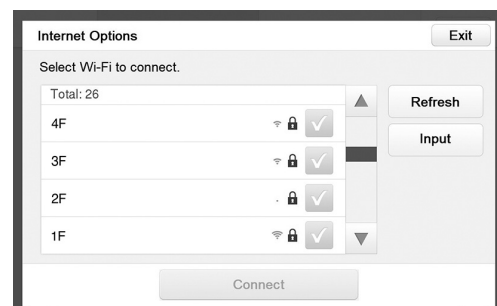 Internet Options
Exit
Select Wi-Fi to connect.
Total: 26
Refresh
4F
Input
3F
2F
1F
Connect